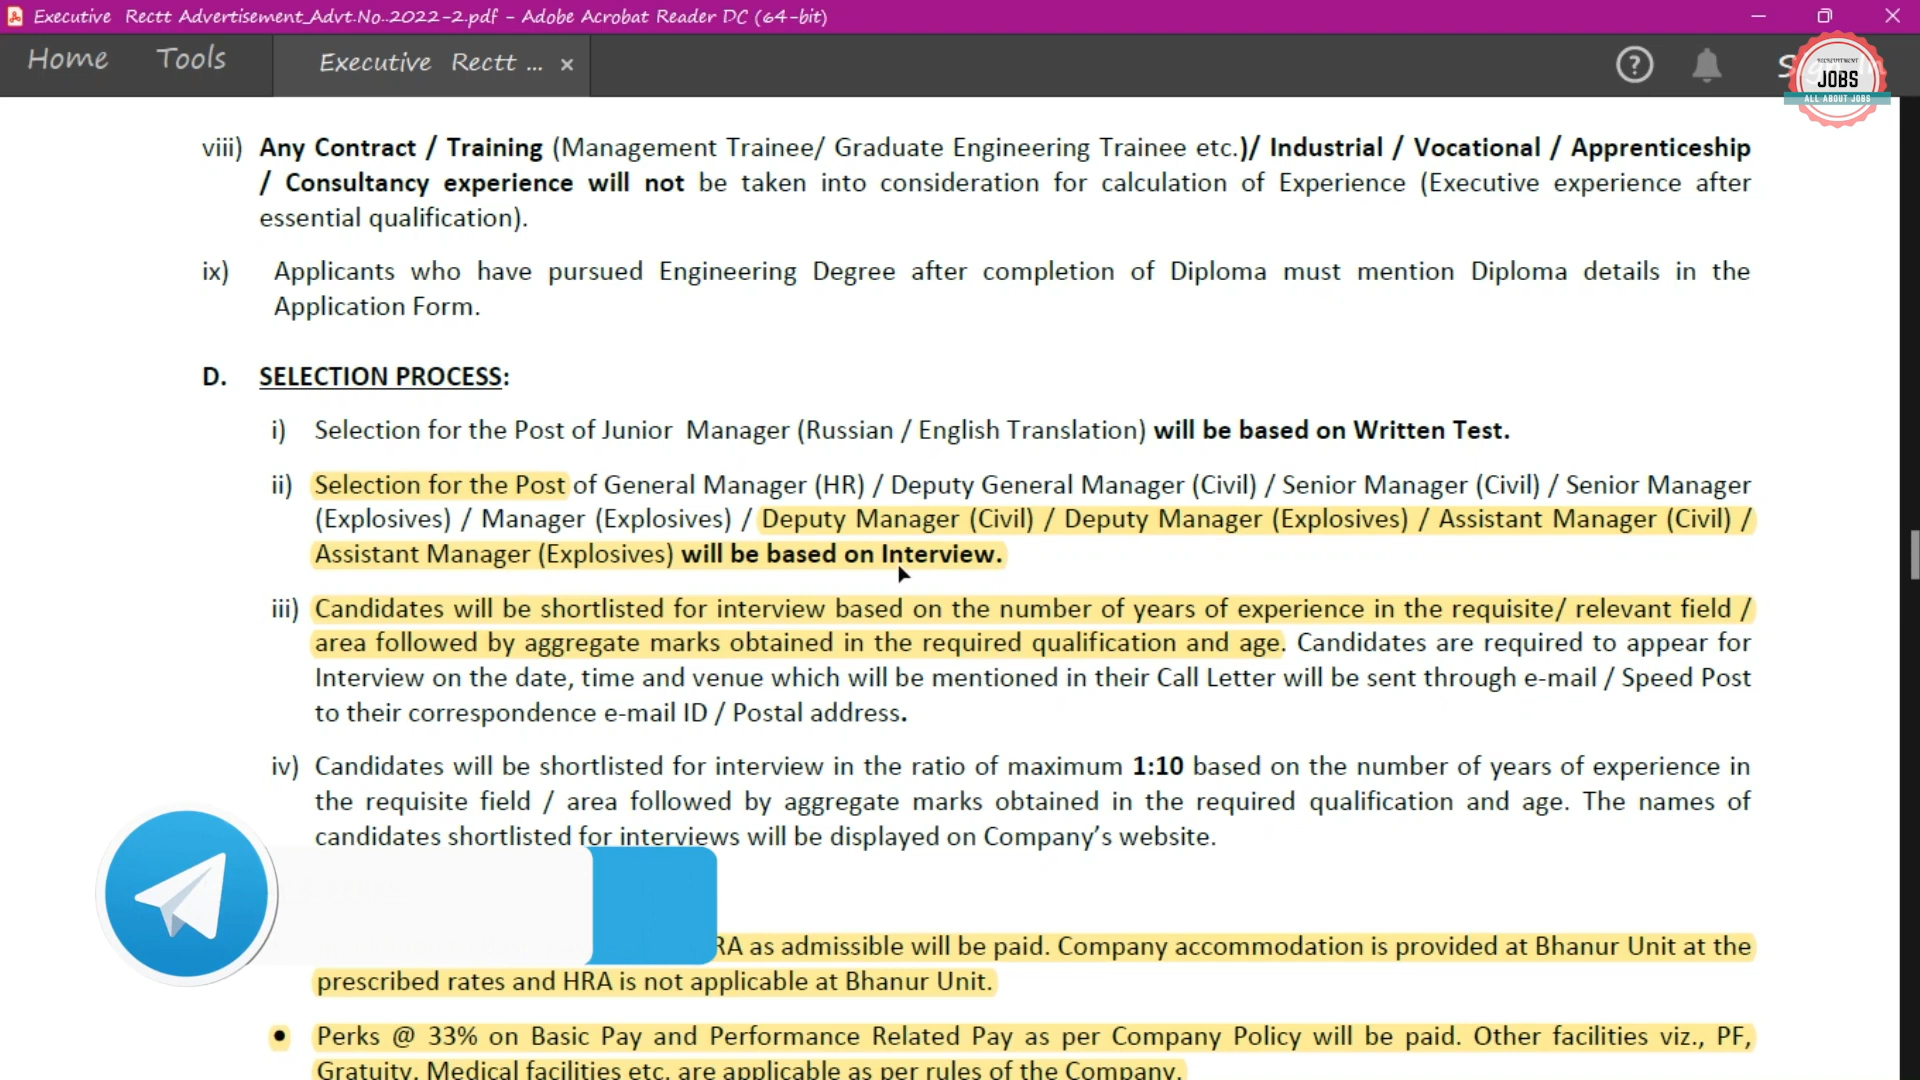 Executive Rectt Advertisement_Advt.No..2022-2.pdf - Adobe Acrobat Reader DC (64-bit)
Home Tools Executive Rectt ... ×
RECRUITMENT
JOBS
ALL ABOUT JOBS
viii) Any Contract / Training (Management Trainee/ Graduate Engineering Trainee etc.)/ Industrial / Vocational / Apprenticeship
/ Consultancy experience will not be taken into consideration for calculation of Experience (Executive experience after
essential qualification).
ix) Applicants who have pursued Engineering Degree after completion of Diploma must mention Diploma details in the
Application Form.
D. SELECTION PROCESS:
i) Selection for the Post of Junior Manager (Russian / English Translation) will be based on Written Test.
ii) Selection for the Post of General Manager (HR) / Deputy General Manager (Civil) / Senior Manager (Civil) / Senior Manager
(Explosives) / Manager (Explosives) / Deputy Manager (Civil) / Deputy Manager (Explosives) / Assistant Manager (Civil) /
Assistant Manager (Explosives) will be based on Interview.
iii) Candidates will be shortlisted for interview based on the number of years of experience in the requisite/ relevant field /
area followed by aggregate marks obtained in the required qualification and age. Candidates are required to appear for
Interview on the date, time and venue which will be mentioned in their Call Letter will be sent through e-mail / Speed Post
to their correspondence e-mail ID / Postal address.
iv) Candidates will be shortlisted for interview in the ratio of maximum 1:10 based on the number of years of experience in
the requisite field / area followed by aggregate marks obtained in the required qualification and age. The names of
candidates shortlisted for interviews will be displayed on Company's website.
RA as admissible will be paid. Company accommodation is provided at Bhanur Unit at the
prescribed rates and HRA is not applicable at Bhanur Unit.
• Perks @ 33% on Basic Pay and Performance Related Pay as per Company Policy will be paid. Other facilities viz., PF,
Gratuity, Medical facilities etc. are applicable as per rules of the Company.